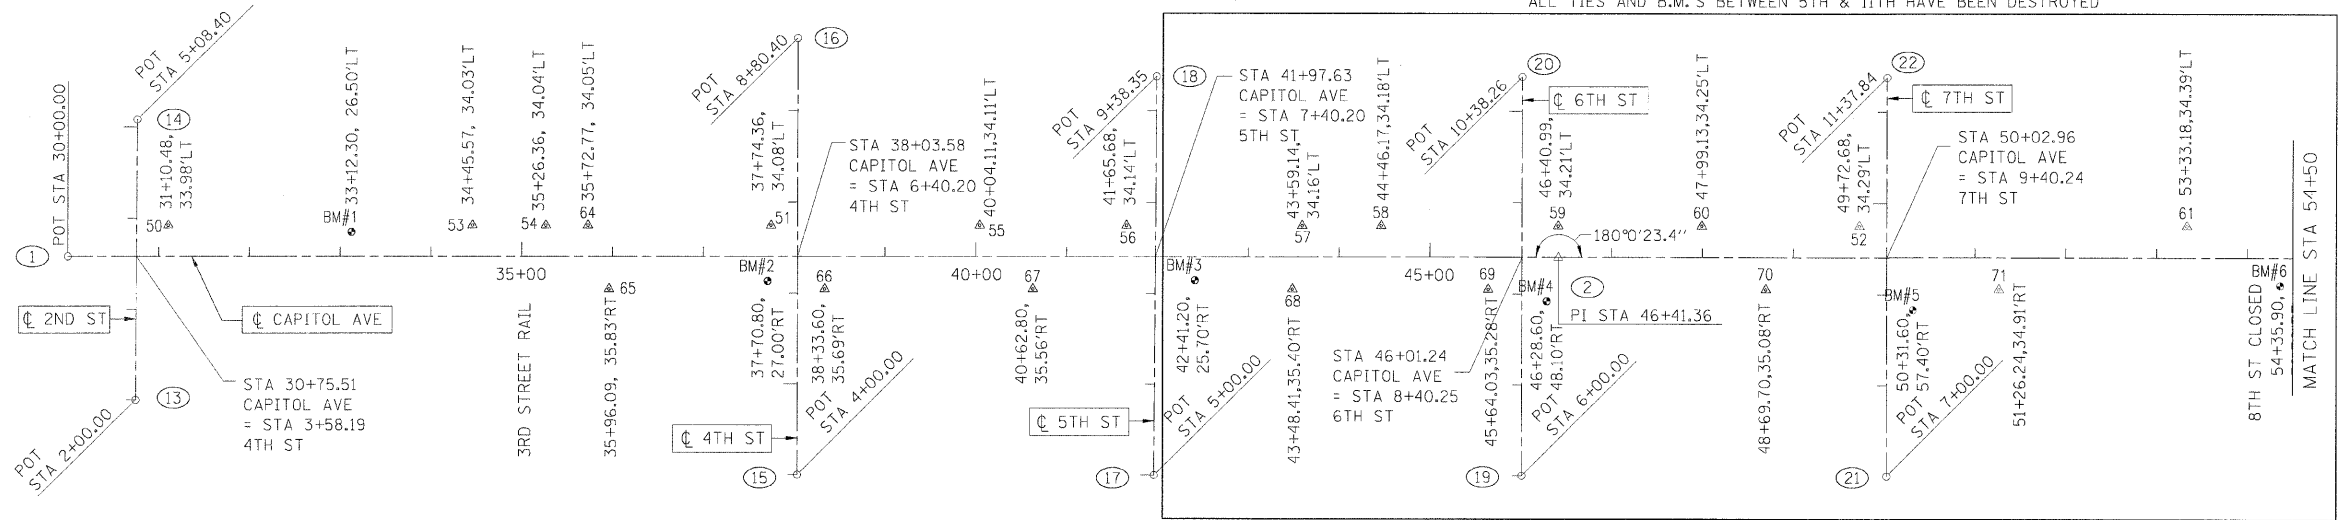 ALL TIES AND B.M.'S BETWEEN 5TH & 11TH HAVE BEEN DESTROYED
1
POT STA 30+00.00
POT
STA 5+08.40
14
50
31+10.48,
33.98'LT
33+12.30, 26.50'LT
BM#1
34+45.57, 34.03'LT
53
35+26.36, 34.04'LT
54
35+72.77, 34.05'LT
64
POT
STA 8+80.40
16
37+74.36,
34.08'LT
51
STA 38+03.58
CAPITOL AVE
= STA 6+40.20
4TH ST
40+04.11,34.11'LT
55
POT
STA 9+38.35
18
41+65.68,
34.14'LT
56
STA 41+97.63
CAPITOL AVE
= STA 7+40.20
5TH ST
43+59.14,
34.16'LT
57
44+46.17,34.18'LT
58
POT
STA 10+38.26
20
℄ 6TH ST
46+40.99,
34.21'LT
59
180°0'23.4"
47+99.13,34.25'LT
60
POT
STA 11+37.84
22
℄ 7TH ST
49+72.68,
34.29'LT
52
STA 50+02.96
CAPITOL AVE
= STA 9+40.24
7TH ST
53+33.18,34.39'LT
61
MATCH LINE STA 54+50
35+00
40+00
45+00
℄ 2ND ST
℄ CAPITOL AVE
13
POT
STA 2+00.00
STA 30+75.51
CAPITOL AVE
= STA 3+58.19
4TH ST
3RD STREET RAIL
65
35+96.09, 35.83'RT
BM#2
37+70.80,
27.00'RT
℄ 4TH ST
15
POT
STA 4+00.00
66
38+33.60,
35.69'RT
67
40+62.80,
35.56'RT
℄ 5TH ST
17
POT
STA 5+00.00
BM#3
42+41.20,
25.70'RT
68
43+48.41,35.40'RT
STA 46+01.24
CAPITOL AVE
= STA 8+40.25
6TH ST
69
45+64.03,35.28'RT
BM#4
46+28.60,
48.10'RT
19
POT
STA 6+00.00
2
PI STA 46+41.36
70
48+69.70,35.08'RT
BM#5
50+31.60,
57.40'RT
21
POT
STA 7+00.00
71
51+26.24,34.91'RT
BM#6
8TH ST CLOSED
54+35.90,